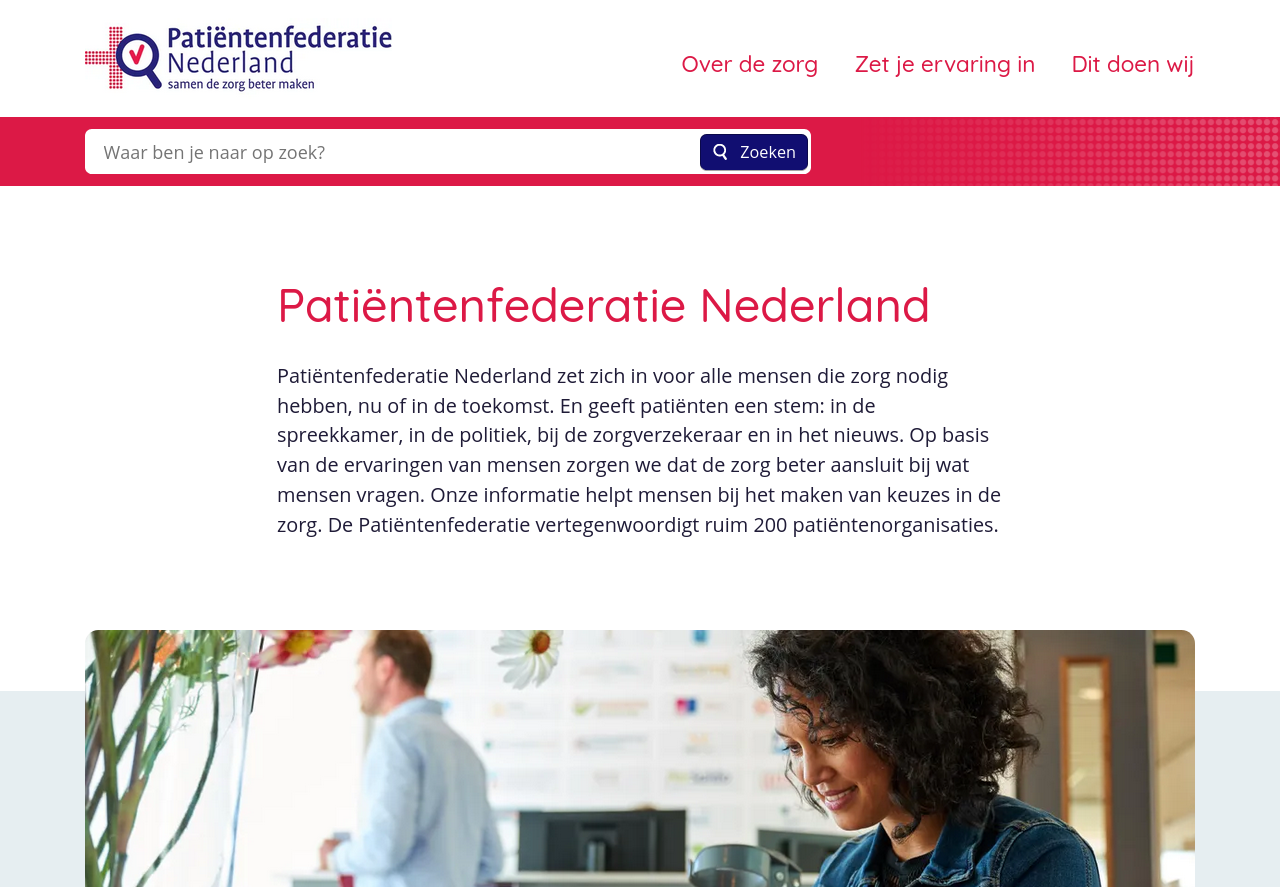 Patiëntenfederatie
Nederland
samen de zorg beter maken
Over de zorg
Zet je ervaring in
Dit doen wij
Waar ben je naar op zoek?
Zoeken
Patiëntenfederatie Nederland
Patiëntenfederatie Nederland zet zich in voor alle mensen die zorg nodig
hebben, nu of in de toekomst. En geeft patiënten een stem: in de
spreekkamer, in de politiek, bij de zorgverzekeraar en in het nieuws. Op basis
van de ervaringen van mensen zorgen we dat de zorg beter aansluit bij wat
mensen vragen. Onze informatie helpt mensen bij het maken van keuzes in de
zorg. De Patiëntenfederatie vertegenwoordigt ruim 200 patiëntenorganisaties.